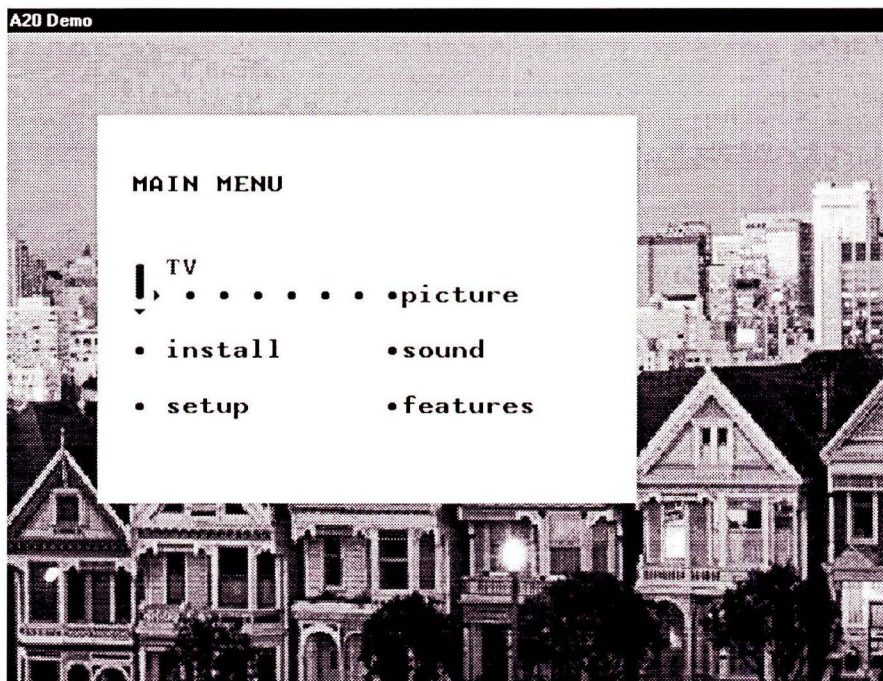 A20 Demo
MAIN MENU
TV
• • • • • • •picture
• install •sound
• setup •features